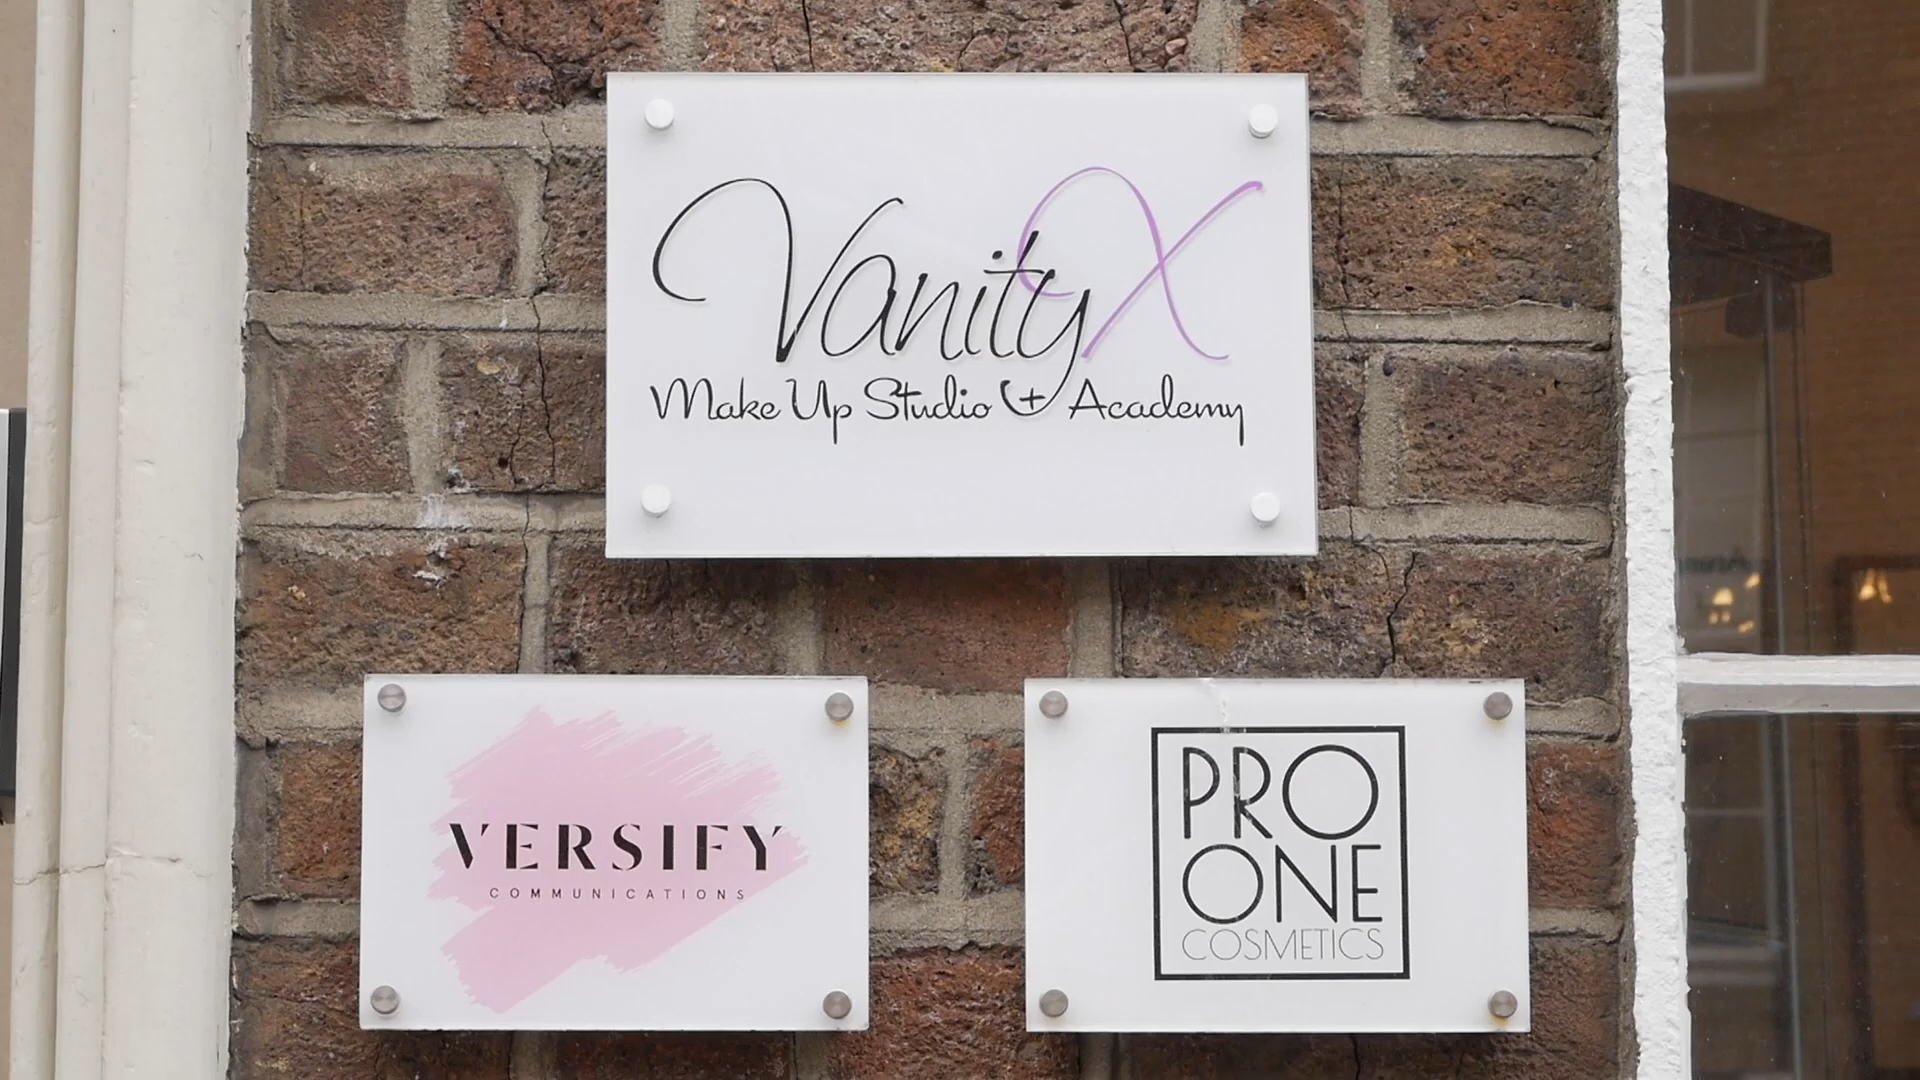 VanityX
Make Up Studio + Academy
VERSIFY
COMMUNICATIONS
PRO
ONE
COSMETICS